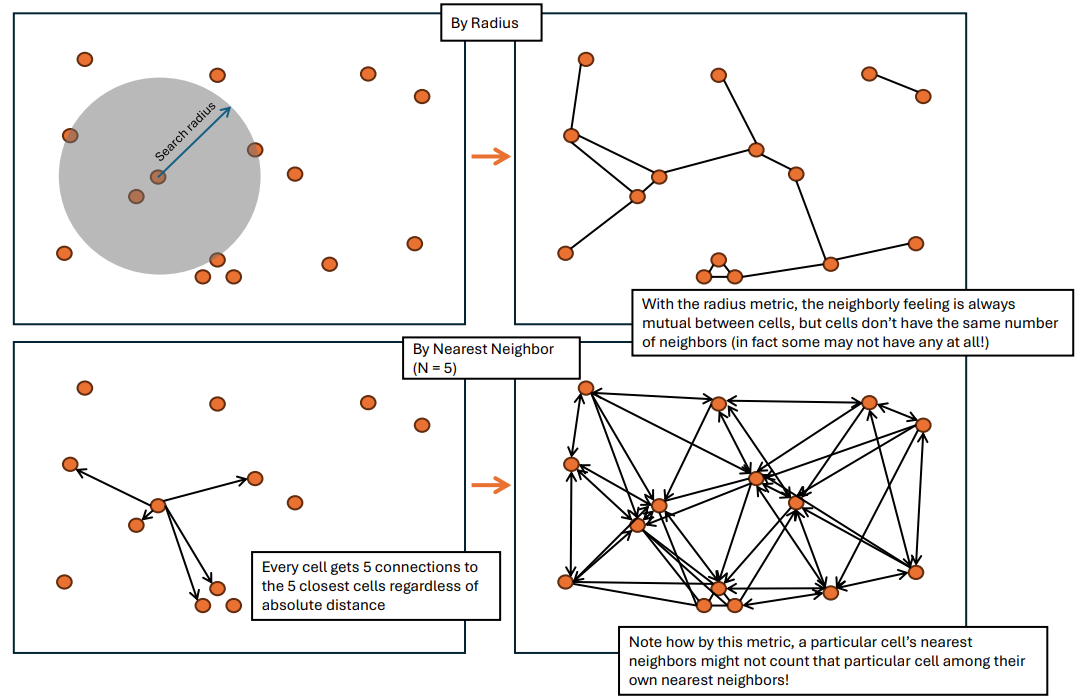 By Radius
Search radius
With the radius metric, the neighborly feeling is always
mutual between cells, but cells don’t have the same number
of neighbors (in fact some may not have any at all!)
By Nearest Neighbor
(N = 5)
Every cell gets 5 connections to
the 5 closest cells regardless of
absolute distance
Note how by this metric, a particular cell’s nearest
neighbors might not count that particular cell among their
own nearest neighbors!